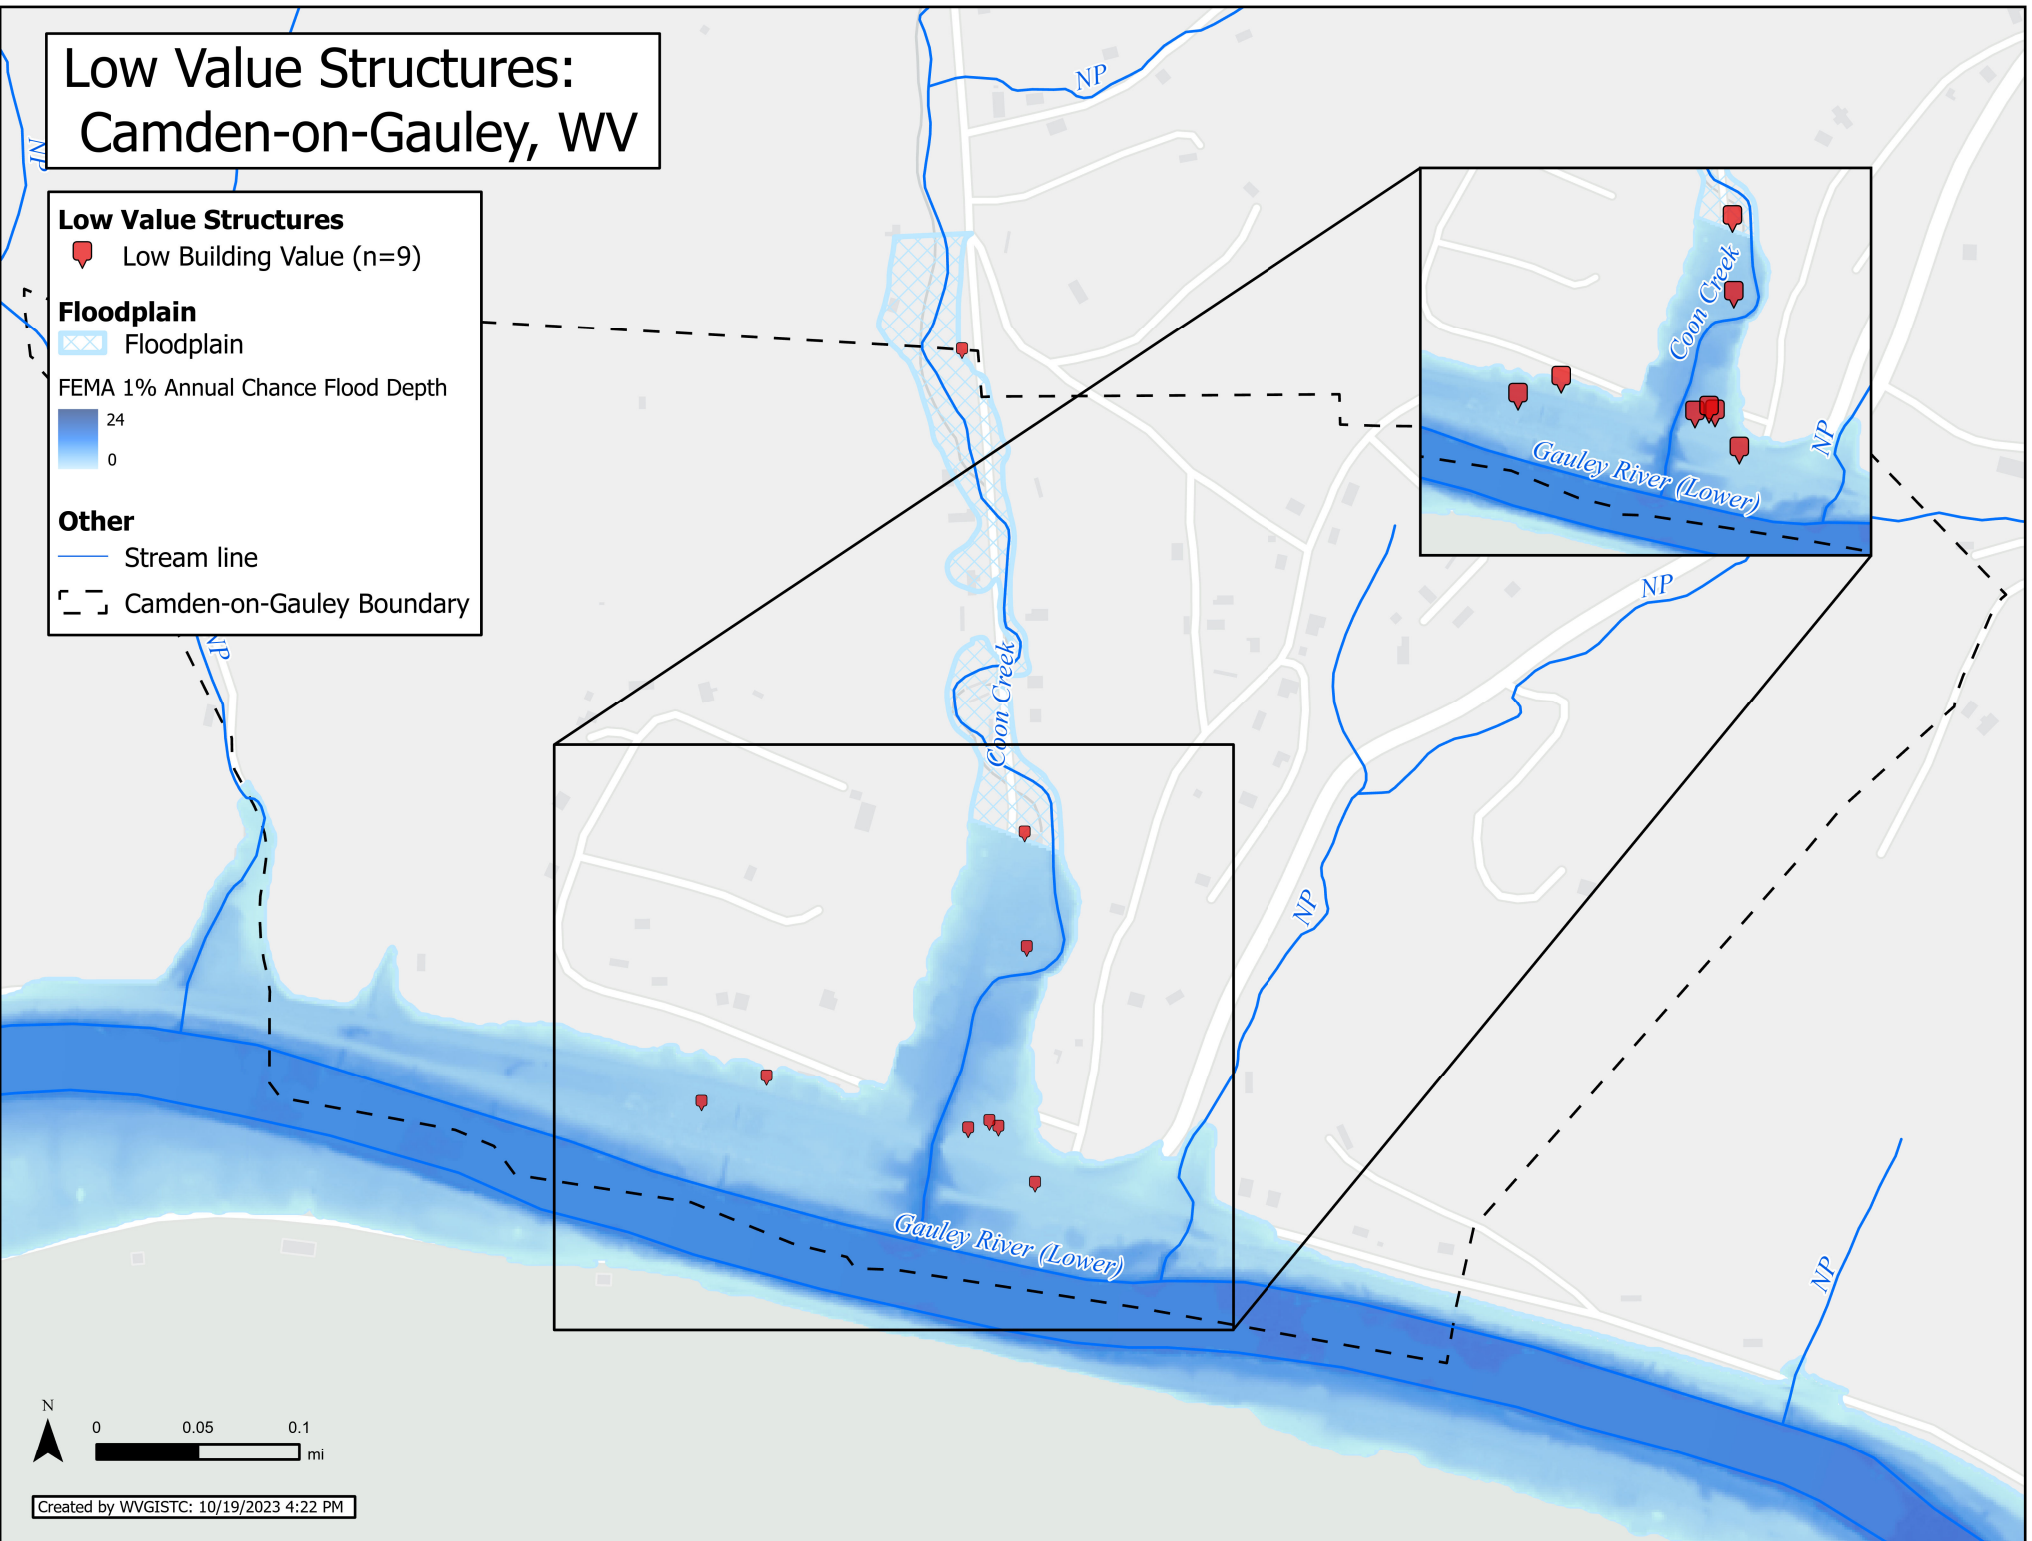 Low Value Structures:
Camden-on-Gauley, WV
Low Value Structures
Low Building Value (n=9)
Floodplain
Floodplain
FEMA 1% Annual Chance Flood Depth
24
0
Other
Stream line
Camden-on-Gauley Boundary
NP
NP
NP
Coon Creek
NP
Gauley River (Lower)
NP
Coon Creek
NP
Gauley River (Lower)
NP
N
0 0.05 0.1
mi
Created by WVGISTC: 10/19/2023 4:22 PM